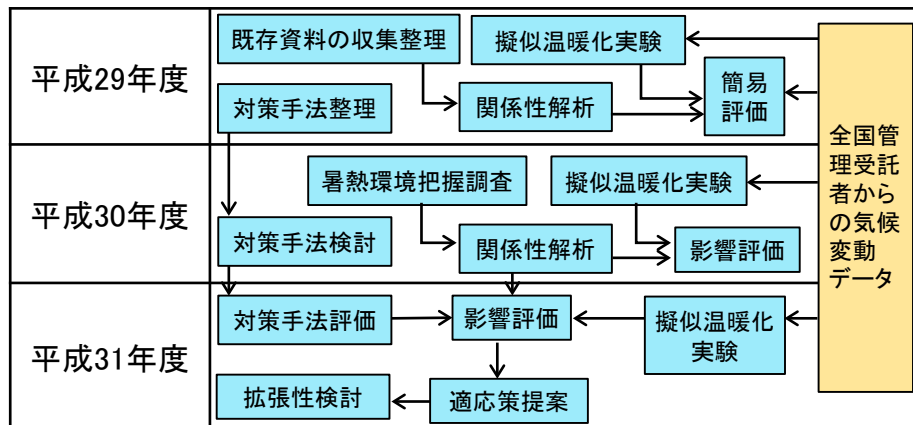 平成29年度
既存資料の収集整理
擬似温暖化実験
対策手法整理
関係性解析
簡易
評価
平成30年度
暑熱環境把握調査
擬似温暖化実験
対策手法検討
関係性解析
影響評価
平成31年度
対策手法評価
影響評価
擬似温暖化
実験
拡張性検討
適応策提案
全国管
理受託
者から
の気候
変動
データ